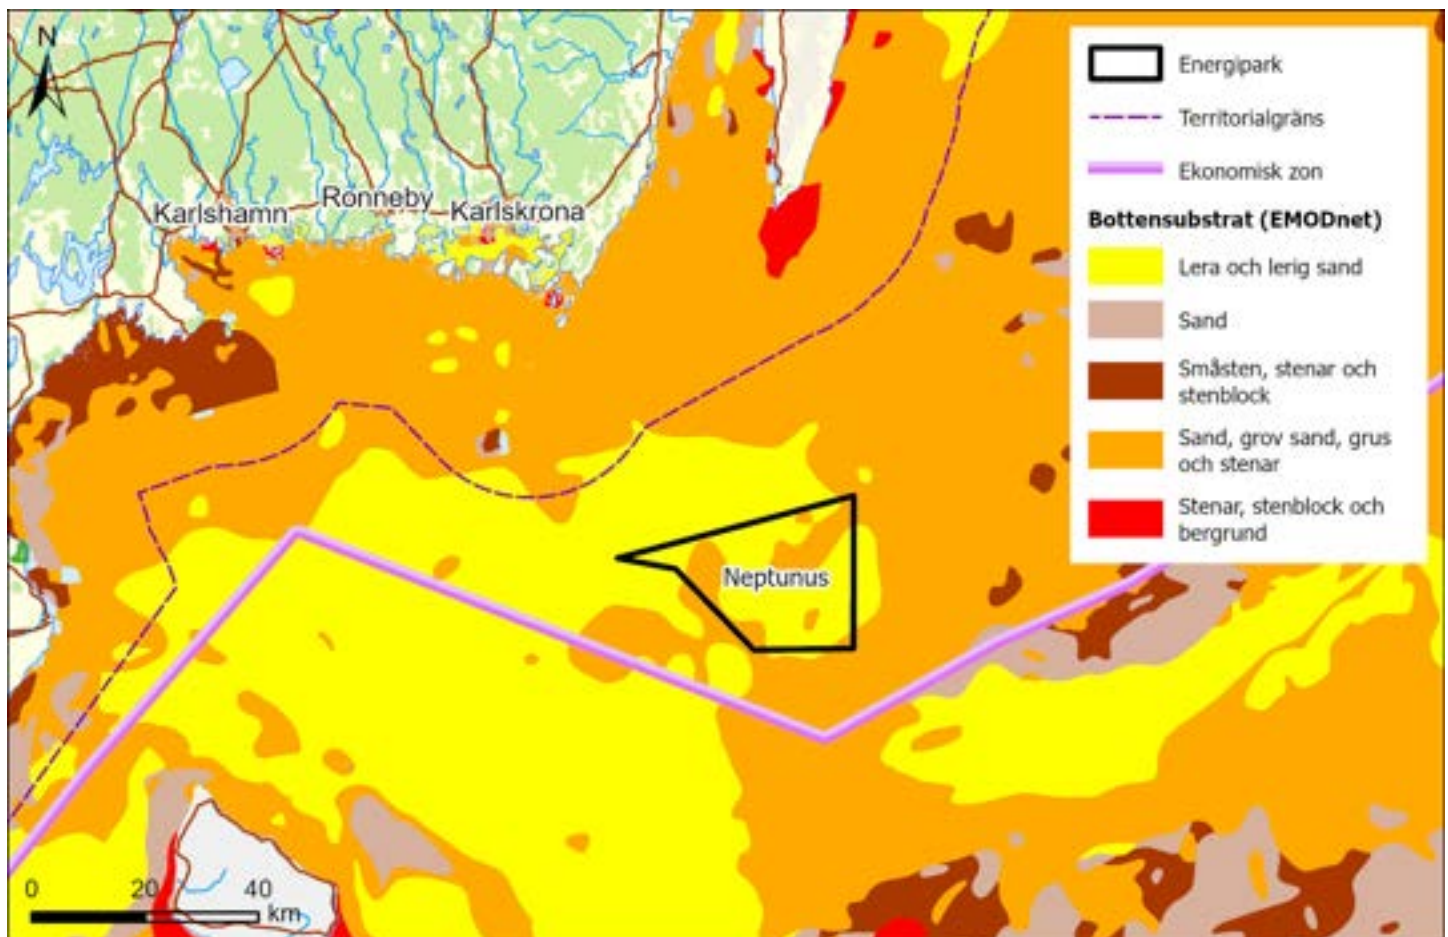 N
Karlshamn
Ronneby
Karlskrona
Neptunus
0 20 40
km
Energipark
Territorialgräns
Ekonomisk zon
Bottensubstrat (EMODnet)
Lera och lerig sand
Sand
Småsten, stenar och
stenblock
Sand, grov sand, grus
och stenar
Stenar, stenblock och
bergrund